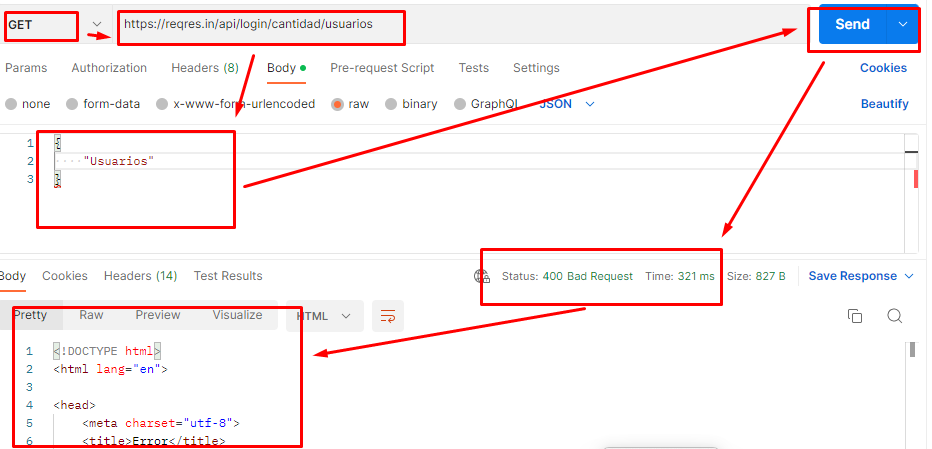 GET https://reqres.in/api/login/cantidad/usuarios Send
Params Authorization Headers (8) Body Pre-request Script Tests Settings Cookies
none form-data x-www-form-urlencoded raw binary GraphQL JSON Beautify
1 {
2 "Usuarios"
3 }
Body Cookies Headers (14) Test Results Status: 400 Bad Request Time: 321 ms Size: 827 B Save Response
Pretty Raw Preview Visualize HTML
1 <!DOCTYPE html>
2 <html lang="en">
3
4 <head>
5 <meta charset="utf-8">
6 <title>Error</title>